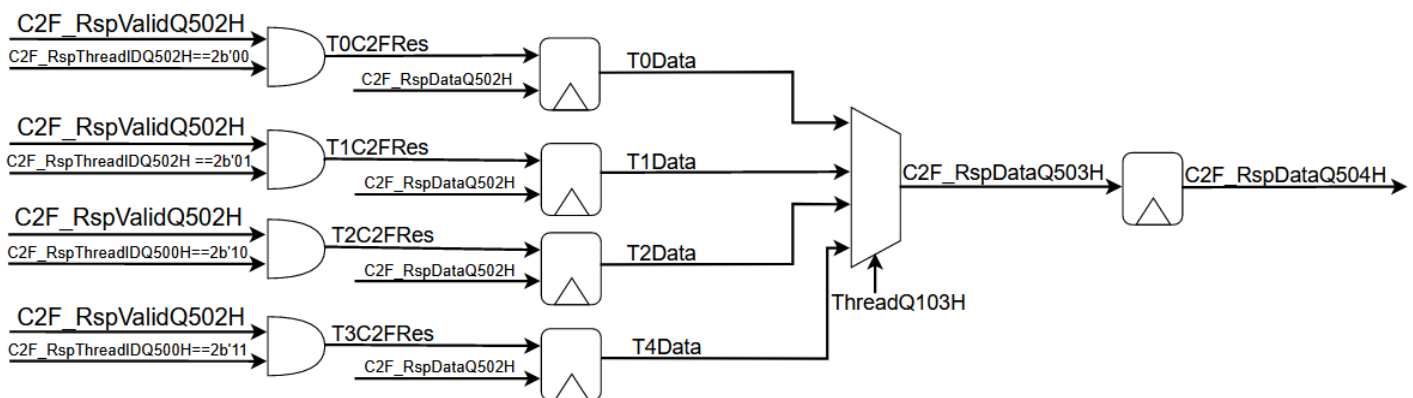 C2F_RspValidQ502H
C2F_RspThreadIDQ502H==2b'00
T0C2FRes
C2F_RspDataQ502H
T0Data
C2F_RspValidQ502H
C2F_RspThreadIDQ502H ==2b'01
T1C2FRes
C2F_RspDataQ502H
T1Data
C2F_RspValidQ502H
C2F_RspThreadIDQ500H==2b'10
T2C2FRes
C2F_RspDataQ502H
T2Data
C2F_RspValidQ502H
C2F_RspThreadIDQ500H==2b'11
T3C2FRes
C2F_RspDataQ502H
T4Data
C2F_RspDataQ503H
ThreadQ103H
C2F_RspDataQ504H